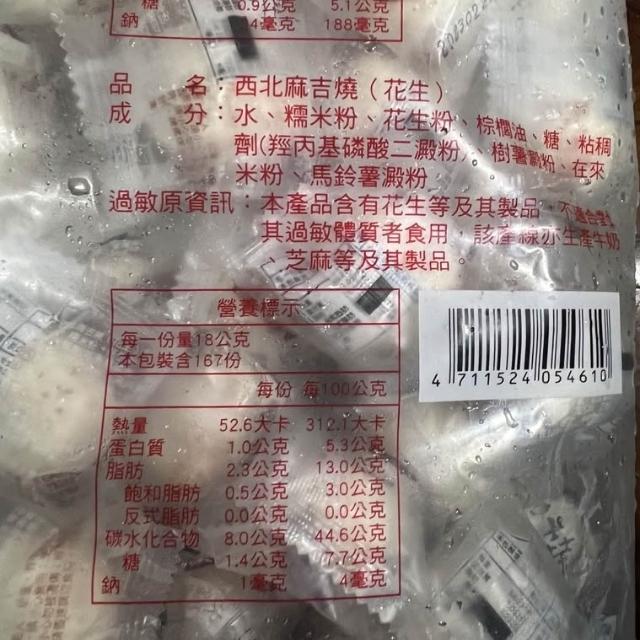 糖 0.9公克 5.1公克
鈉 4毫克 188毫克
品名：西北麻吉燒（花生）
成分：水、糯米粉、花生粉、棕櫚油、糖、粘稠
劑(羥丙基磷酸二澱粉)、樹薯澱粉、在來
米粉、馬鈴薯澱粉
過敏原資訊：本產品含有花生等及其製品，不適合對
其過敏體質者食用，該產線亦生產牛奶
、芝麻等及其製品。
營養標示
每一份量18公克
本包裝含167份
每份 每100公克
熱量 52.6大卡 312.1大卡
蛋白質 1.0公克 5.3公克
脂肪 2.3公克 13.0公克
飽和脂肪 0.5公克 3.0公克
反式脂肪 0.0公克 0.0公克
碳水化合物 8.0公克 44.6公克
糖 1.4公克 7.7公克
鈉 1毫克 4毫克
4 711524 054610